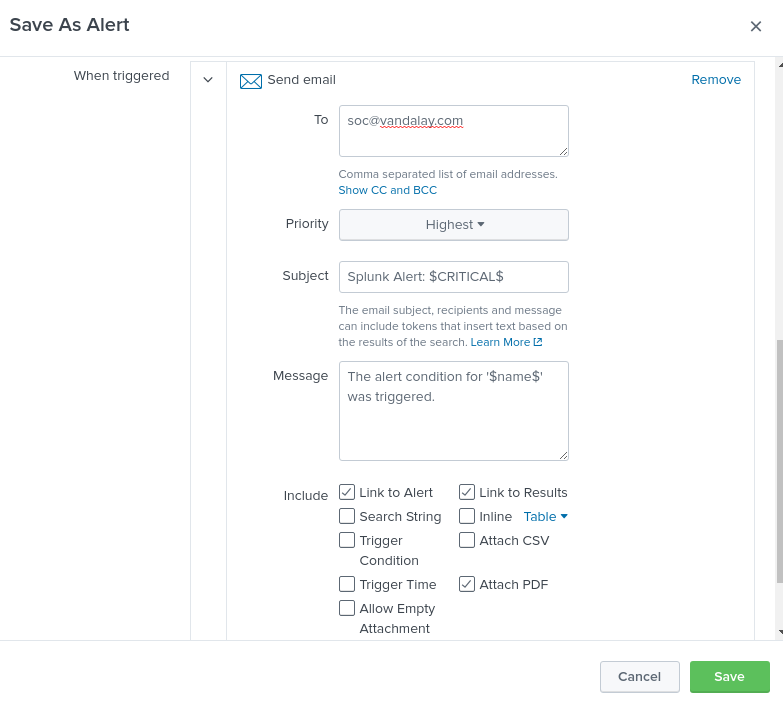 Save As Alert
When triggered
Send email
Remove
To
soc@vandalay.com
Comma separated list of email addresses.
Show CC and BCC
Priority
Highest
Subject
Splunk Alert: $CRITICAL$
The email subject, recipients and message
can include tokens that insert text based on
the results of the search. Learn More
Message
The alert condition for '$name$'
was triggered.
Include
Link to Alert
Link to Results
Search String
Inline Table
Trigger
Condition
Attach CSV
Trigger Time
Attach PDF
Allow Empty
Attachment
Cancel
Save